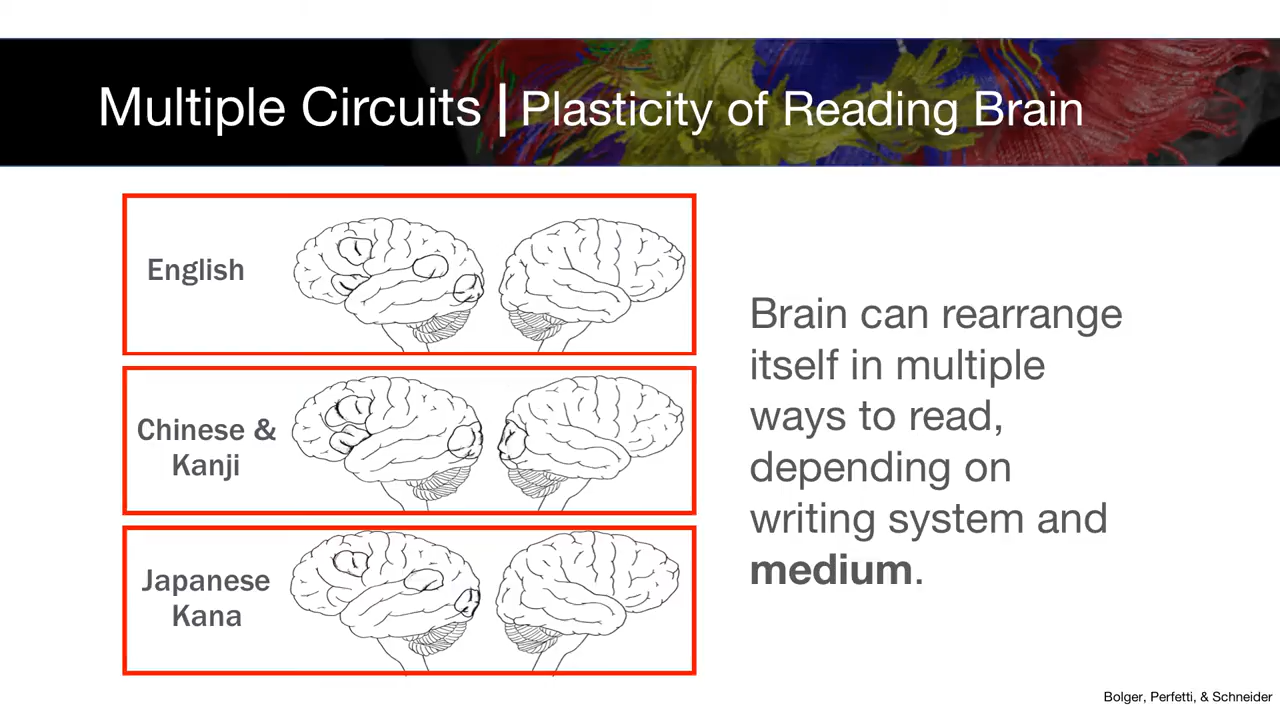 Multiple Circuits | Plasticity of Reading Brain
English
Chinese &
Kanji
Japanese
Kana
Brain can rearrange
itself in multiple
ways to read,
depending on
writing system and
medium.
Bolger, Perfetti, & Schneider